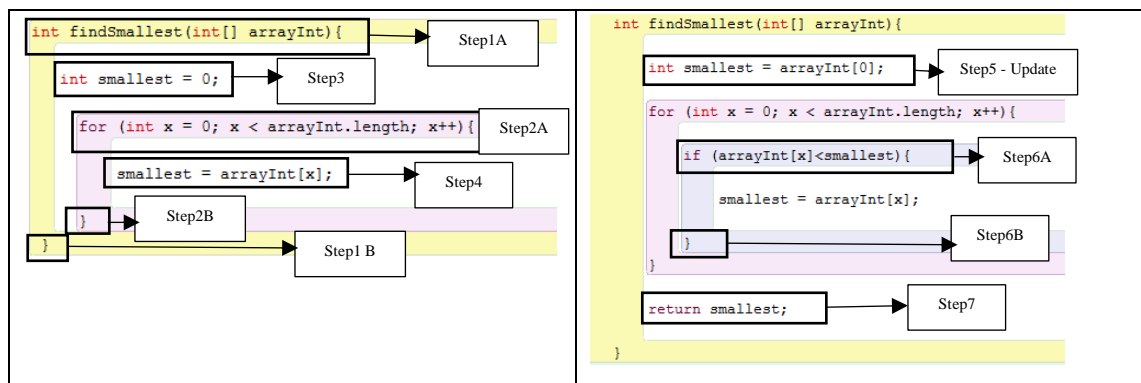 int findSmallest(int[] arrayInt){
Step1A
int smallest = 0;
Step3
for (int x = 0; x < arrayInt.length; x++){
Step2A
smallest = arrayInt[x];
Step4
}
Step2B
}
Step1 B
int findSmallest(int[] arrayInt){
int smallest = arrayInt[0];
Step5 - Update
for (int x = 0; x < arrayInt.length; x++){
if (arrayInt[x]<smallest){
Step6A
smallest = arrayInt[x];
}
Step6B
}
return smallest;
Step7
}